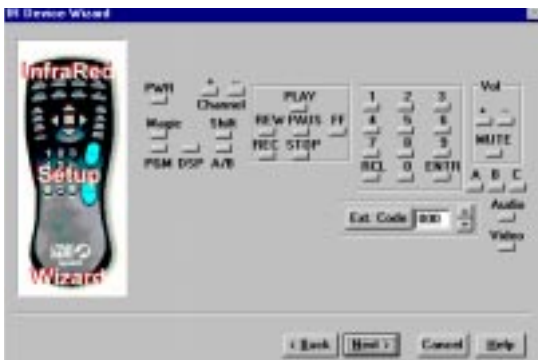 IR Device Wizard
InfraRed
Setup
Wizard
PWR
+ -
Channel
Magic
Shift
PGM DSP A/B
PLAY
REW PAUS FF
REC STOP
1 2 3
4 5 6
7 8 9
RCL 0 ENTR
Vol
+ -
MUTE
A B C
Audio
Video
Ext. Code 000
< Back
Next >
Cancel
Help